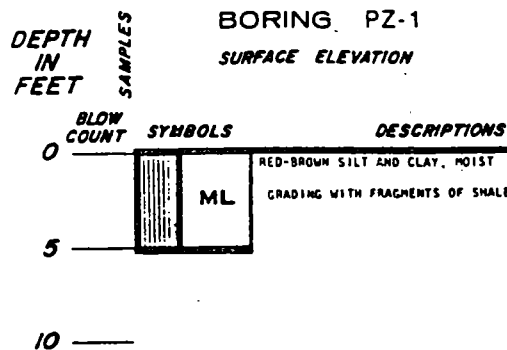 BORING PZ-1
SURFACE ELEVATION
DEPTH
IN
FEET
SAMPLES
BLOW
COUNT
SYMBOLS
DESCRIPTIONS
0
RED-BROWN SILT AND CLAY, MOIST
ML
GRADING WITH FRAGMENTS OF SHALE
5
10